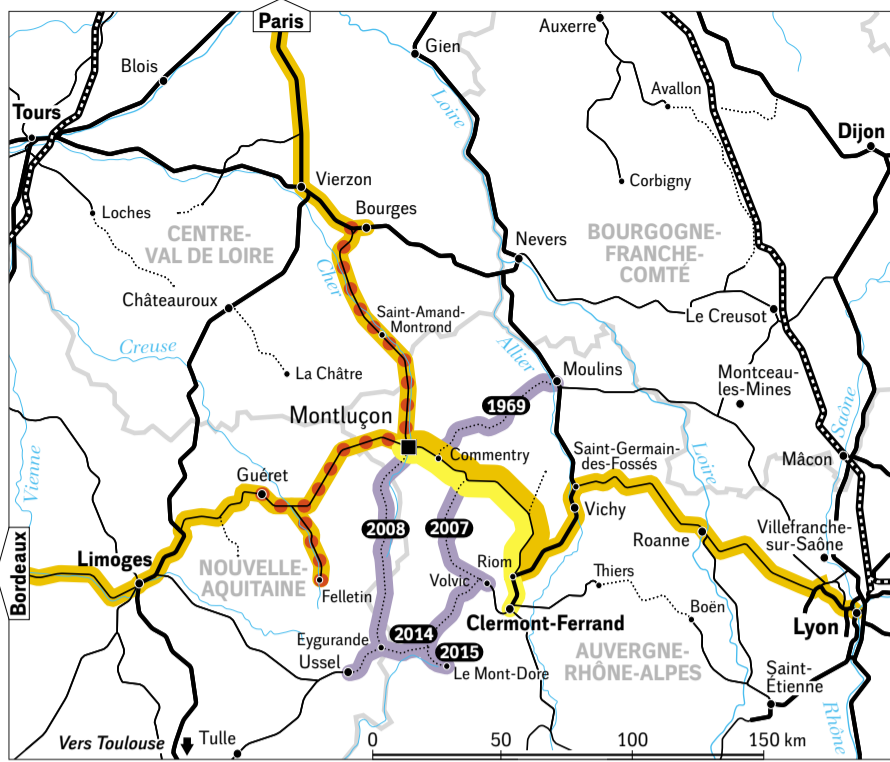 Paris
Auxerre
Gien
Blois
Avallon
Tours
Loire
Dijon
Vierzon
Corbigny
Loches
Bourges
CENTRE-
VAL DE LOIRE
BOURGOGNE-
FRANCHE-
COMTÉ
Nevers
Cher
Châteauroux
Saint-Amand-
Montrond
Le Creusot
Creuse
Allier
La Châtre
Moulins
Montceau-
les-Mines
Saône
1969
Montluçon
Commentry
Saint-Germain-
des-Fossés
Loire
Mâcon
Vienne
Guéret
Vichy
2008
2007
Roanne
Villefranche-
sur-Saône
Bordeaux
Limoges
NOUVELLE-
AQUITAINE
Felletin
Riom
Volvic
Thiers
Boën
Clermont-Ferrand
Lyon
Eygurande
2014
2015
Ussel
Le Mont-Dore
AUVERGNE-
RHÔNE-ALPES
Saint-
Étienne
Rhône
Vers Toulouse
Tulle
0
50
100
150 km